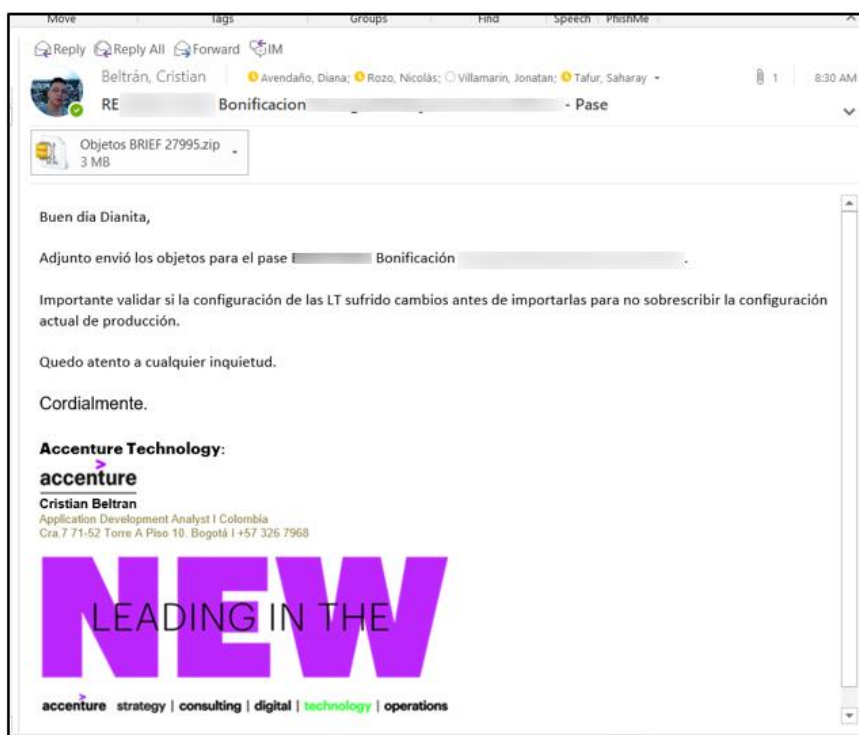 Move Tags Groups Find Speech PhishMe
Reply Reply All Forward IM
Beltrán, Cristian Avendaño, Diana; Rozo, Nicolás; Villamarin, Jonatan; Tafur, Saharay 1 8:30 AM
RE Bonificacion - Pase
Objetos BRIEF 27995.zip
3 MB
Buen dia Dianita,
Adjunto envió los objetos para el pase Bonificación .
Importante validar si la configuración de las LT sufrido cambios antes de importarlas para no sobrescribir la configuración
actual de producción.
Quedo atento a cualquier inquietud.
Cordialmente.
Accenture Technology:
accenture
Cristian Beltran
Application Development Analyst I Colombia
Cra.7 71-52 Torre A Piso 10. Bogotá I +57 326 7968
NEW
LEADING IN THE
accenture strategy | consulting | digital | technology | operations